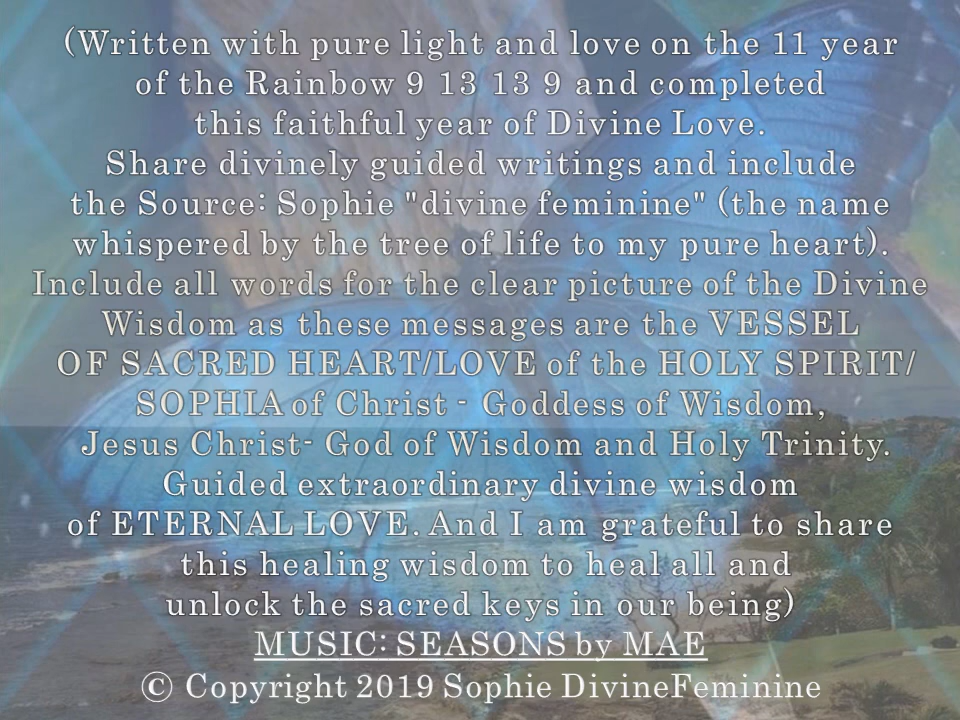 (Written with pure light and love on the 11 year
of the Rainbow 9 13 13 9 and completed
this faithful year of Divine Love.
Share divinely guided writings and include
the Source: Sophie "divine feminine" (the name
whispered by the tree of life to my pure heart).
Include all words for the clear picture of the Divine
Wisdom as these messages are the VESSEL
OF SACRED HEART/LOVE of the HOLY SPIRIT/
SOPHIA of Christ - Goddess of Wisdom,
Jesus Christ- God of Wisdom and Holy Trinity.
Guided extraordinary divine wisdom
of ETERNAL LOVE. And I am grateful to share
this healing wisdom to heal all and
unlock the sacred keys in our being)
MUSIC: SEASONS by MAE
© Copyright 2019 Sophie DivineFeminine